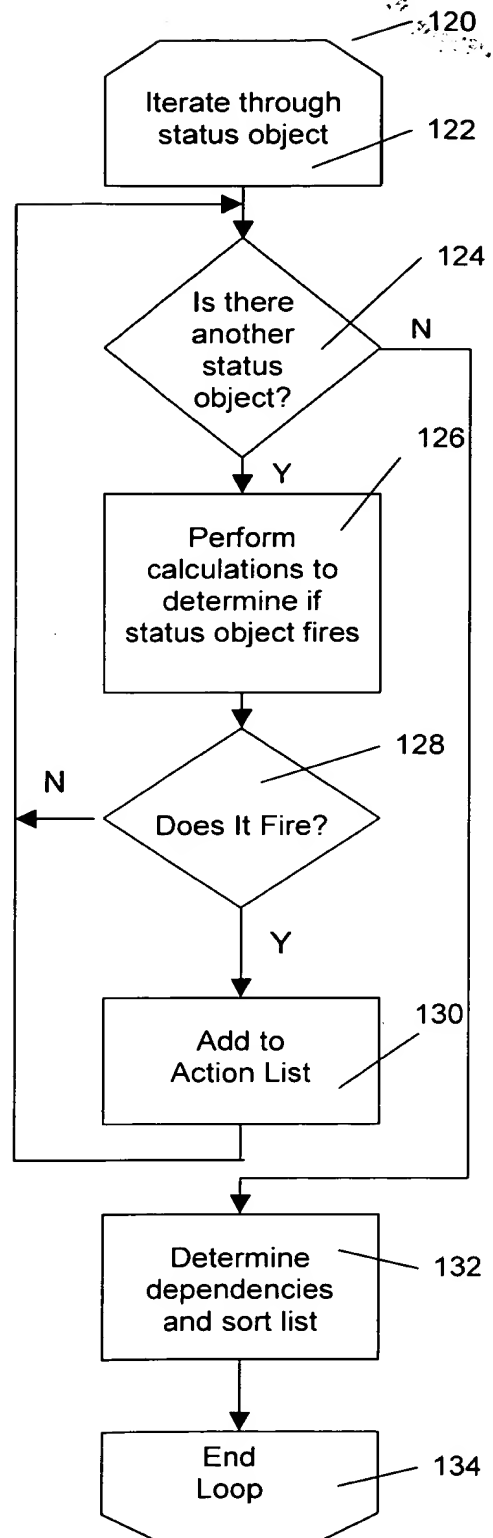 120
Iterate through
status object
122
124
Is there
another
status
object?
N
126
Y
Perform
calculations to
determine if
status object fires
128
N
Does It Fire?
Y
130
Add to
Action List
Determine
dependencies
and sort list
132
End
Loop
134